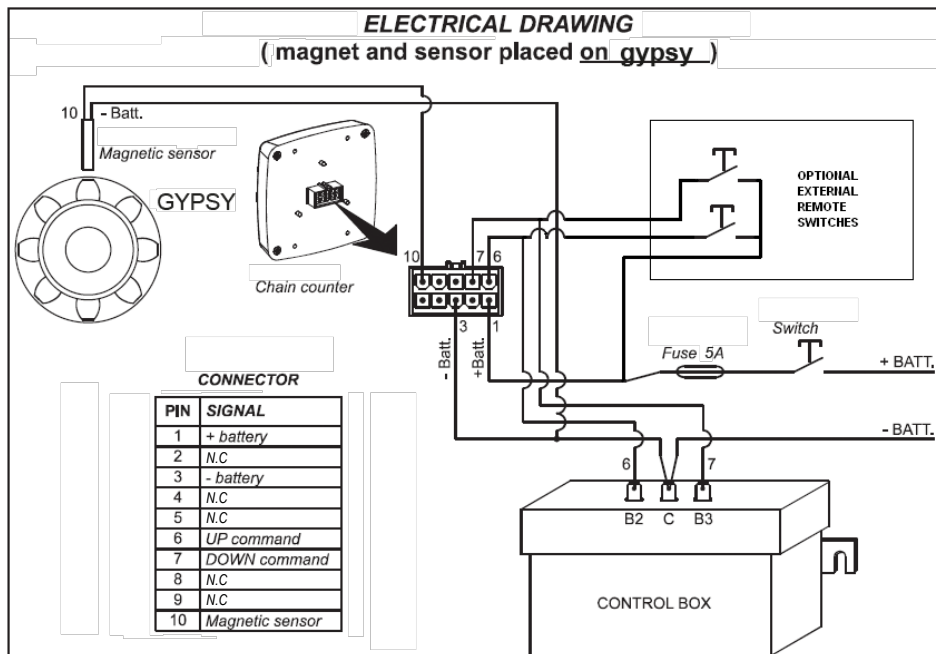 ELECTRICAL DRAWING
( magnet and sensor placed on gypsy )
10
- Batt.
Magnetic sensor
GYPSY
Chain counter
OPTIONAL
EXTERNAL
REMOTE
SWITCHES
10
7
6
3
1
- Batt.
+Batt.
Fuse 5A
Switch
+ BATT.
- BATT.
CONNECTOR
PIN SIGNAL
1 + battery
2 N.C
3 - battery
4 N.C
5 N.C
6 UP command
7 DOWN command
8 N.C
9 N.C
10 Magnetic sensor
6
7
B2 C B3
CONTROL BOX